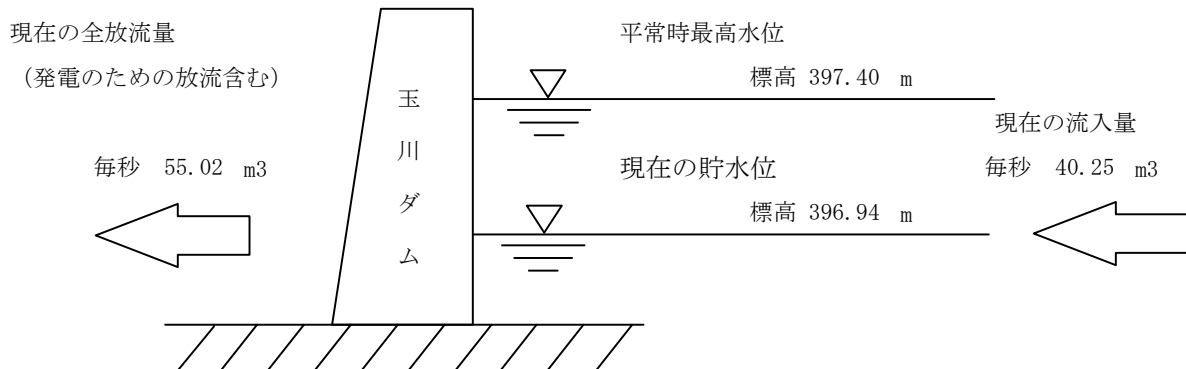 現在の全放流量
(発電のための放流含む)
毎秒 55.02 m3
玉川ダム
平常時最高水位
標高 397.40 m
現在の貯水位
標高 396.94 m
現在の流入量
毎秒 40.25 m3